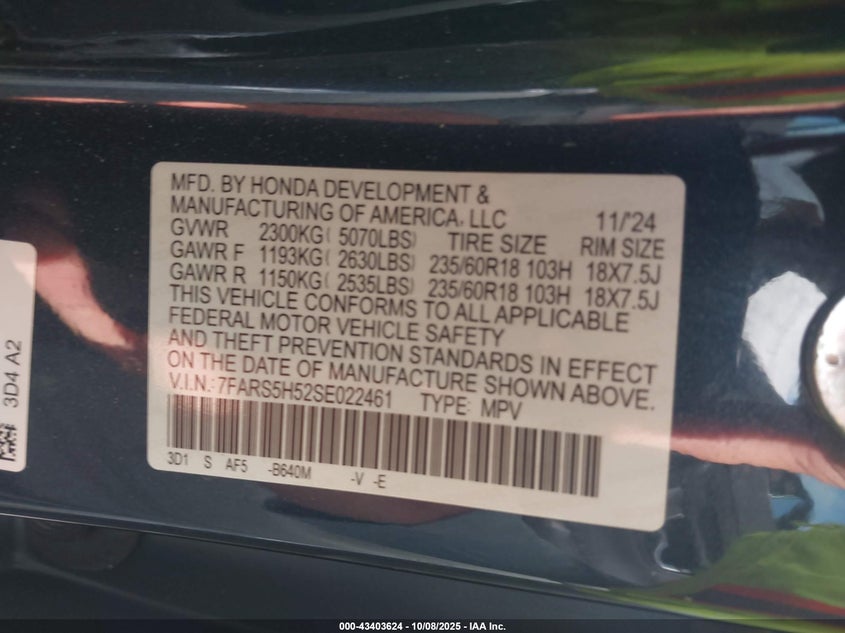 MFD. BY HONDA DEVELOPMENT &
MANUFACTURING OF AMERICA, LLC 11/'24
GVWR 2300KG( 5070LBS) TIRE SIZE RIM SIZE
GAWR F 1193KG( 2630LBS) 235/60R18 103H 18X7.5J
GAWR R 1150KG( 2535LBS) 235/60R18 103H 18X7.5J
THIS VEHICLE CONFORMS TO ALL APPLICABLE
FEDERAL MOTOR VEHICLE SAFETY
AND THEFT PREVENTION STANDARDS IN EFFECT
ON THE DATE OF MANUFACTURE SHOWN ABOVE.
V.I.N.: 7FARS5H52SE022461 TYPE: MPV
3D1 S AF5 -B640M -V -E
3D4 A2
000-43403624 - 10/08/2025 - IAA Inc.